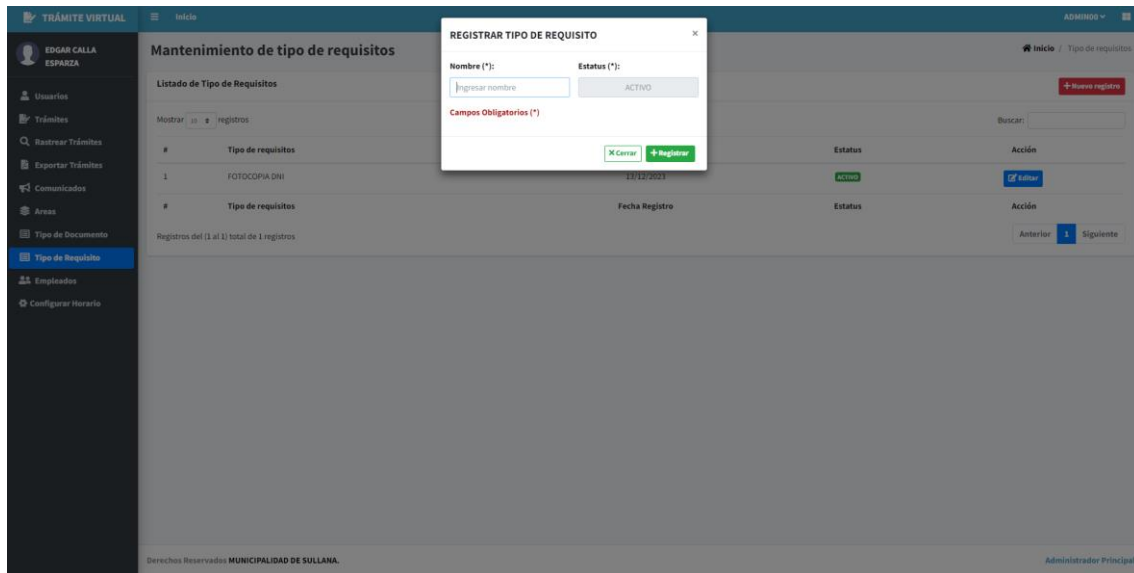 TRÁMITE VIRTUAL
Inicio
ADMIN00
EDGAR CALLA
ESPARZA
Usuarios
Trámites
Rastrear Trámites
Exportar Trámites
Comunicados
Areas
Tipo de Documento
Tipo de Requisito
Empleados
Configurar Horario
Mantenimiento de tipo de requisitos
Inicio / Tipo de requisitos
Listado de Tipo de Requisitos
+Nuevo registro
Mostrar 10 registros
Buscar:
# Tipo de requisitos Estatus Acción
1 FOTOCOPIA DNI 23/12/2023 ACTIVO Editar
# Tipo de requisitos Fecha Registro Estatus Acción
Registros del (1 al 1) total de 1 registros
Anterior 1 Siguiente
REGISTRAR TIPO DE REQUISITO ×
Nombre (*): Estatus (*):
Ingresar nombre ACTIVO
Campos Obligatorios (*)
Cerrar +Registrar
Derechos Reservados MUNICIPALIDAD DE SULLANA.
Administrador Principal